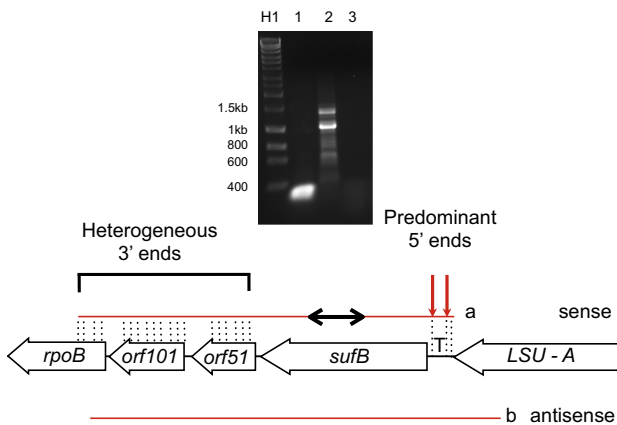 H1 1 2 3
1.5kb
1kb
800
600
400
Heterogeneous
3' ends
Predominant
5' ends
a sense
rpoB orf101 orf51 sufB T LSU - A
b antisense